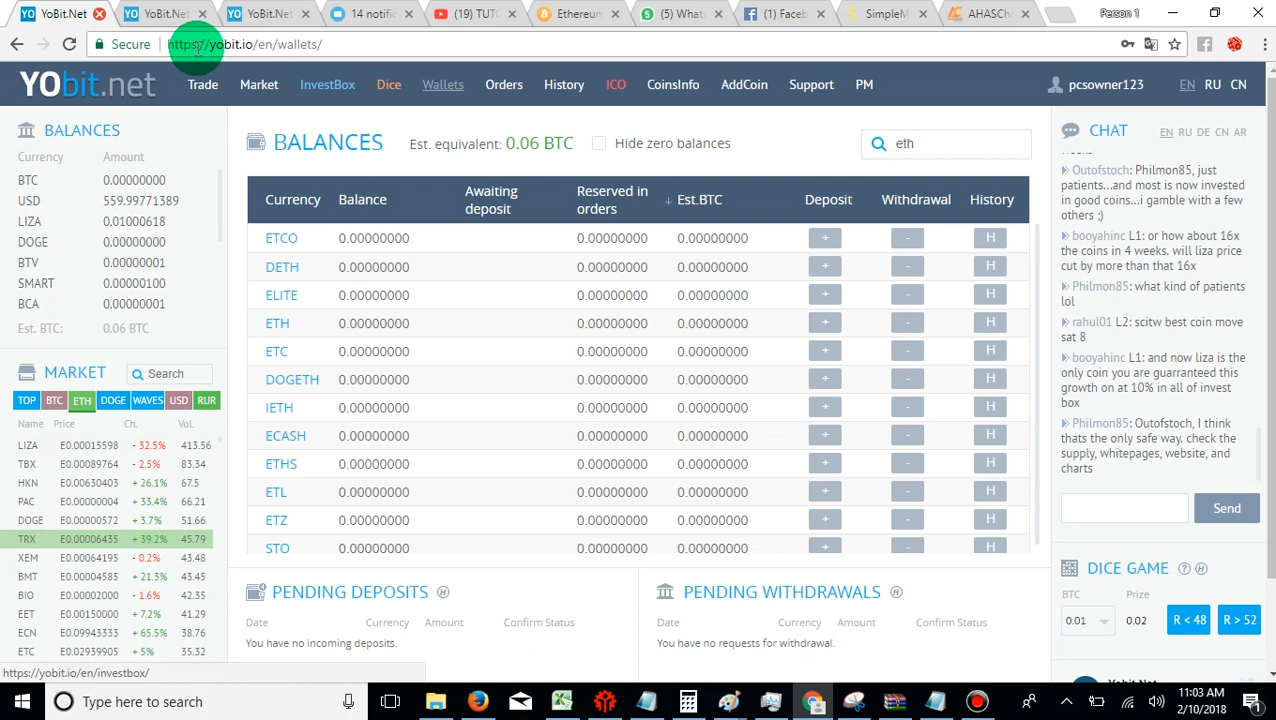 YoBit.Net
YoBit.Net
YoBit.Net
14 notific
(19) TUTO
Ethereum
(5) Whats
(1) Faceb
SimpleM
AHASCh
Person 1
Secure
https://yobit.io/en/wallets/
YObit.net
Trade
Market
InvestBox
Dice
Wallets
Orders
History
ICO
CoinsInfo
AddCoin
Support
PM
pcsowner123
EN RU CN
BALANCES
Currency Amount
BTC 0.00000000
USD 559.99771389
LIZA 0.01000618
DOGE 0.00000000
BTV 0.00000001
SMART 0.00000100
BCA 0.00000001
Est. BTC: 0.06 BTC
MARKET
Search
TOP BTC ETH DOGE WAVES USD RUR
Name Price Ch. Vol.
LIZA E0.00015598 - 32.5% 413.56
TBX E0.00089764 - 2.5% 83.34
HKN E0.00630403 + 26.1% 67.5
PAC E0.00000004 + 33.4% 66.21
DOGE E0.00000572 + 3.7% 51.66
TRX E0.00006435 + 39.2% 45.79
XEM E0.00064195 - 0.2% 43.48
BMT E0.00004585 + 21.3% 43.45
BIO E0.00002000 - 1.6% 42.35
EET E0.00150000 + 7.2% 41.29
ECN E0.09943333 + 65.5% 38.76
ETC E0.02939905 + 5% 35.32
https://yobit.io/en/investbox/
BALANCES
Est. equivalent: 0.06 BTC
Hide zero balances
eth
Currency Balance Awaiting deposit Reserved in orders ↓ Est.BTC Deposit Withdrawal History
ETCO 0.00000000 0.00000000 0.00000000 + - H
DETH 0.00000000 0.00000000 0.00000000 + - H
ELITE 0.00000000 0.00000000 0.00000000 + - H
ETH 0.00000000 0.00000000 0.00000000 + - H
ETC 0.00000000 0.00000000 0.00000000 + - H
DOGETH 0.00000000 0.00000000 0.00000000 + - H
IETH 0.00000000 0.00000000 0.00000000 + - H
ECASH 0.00000000 0.00000000 0.00000000 + - H
ETHS 0.00000000 0.00000000 0.00000000 + - H
ETL 0.00000000 0.00000000 0.00000000 + - H
ETZ 0.00000000 0.00000000 0.00000000 + - H
STO 0.00000000 0.00000000 0.00000000 + - H
PENDING DEPOSITS H
Date Currency Amount Confirm Status
You have no incoming deposits.
PENDING WITHDRAWALS H
Date Currency Amount Confirm Status
You have no requests for withdrawal.
CHAT
EN RU DE CN AR
Outofstoch: Philmon85, just
patients...and most is now invested
in good coins...i gamble with a few
others ;)
booyahinc L1: or how about 16x
the coins in 4 weeks. will liza price
cut by more than that 16x
Philmon85: what kind of patients
lol
rahul01 L2: scitw best coin move
sat 8
booyahinc L1: and now liza is the
only coin you are guarranteed this
growth on at 10% in all of invest
box
Philmon85: Outofstoch, I think
thats the only safe way. check the
supply, whitepages, website, and
charts
Send
DICE GAME ? H
BTC Prize
0.01 0.02 R < 48 R > 52
Type here to search
11:03 AM
2/10/2018